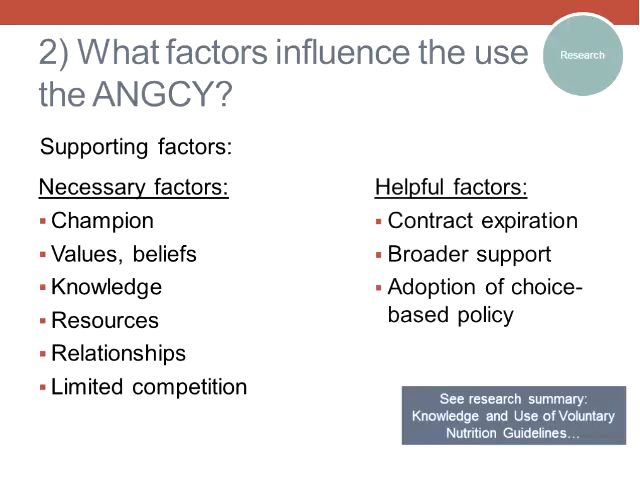 2) What factors influence the use
the ANGCY?
Research
Supporting factors:
Necessary factors:
▪ Champion
▪ Values, beliefs
▪ Knowledge
▪ Resources
▪ Relationships
▪ Limited competition
Helpful factors:
▪ Contract expiration
▪ Broader support
▪ Adoption of choice-
based policy
See research summary:
Knowledge and Use of Voluntary
Nutrition Guidelines…